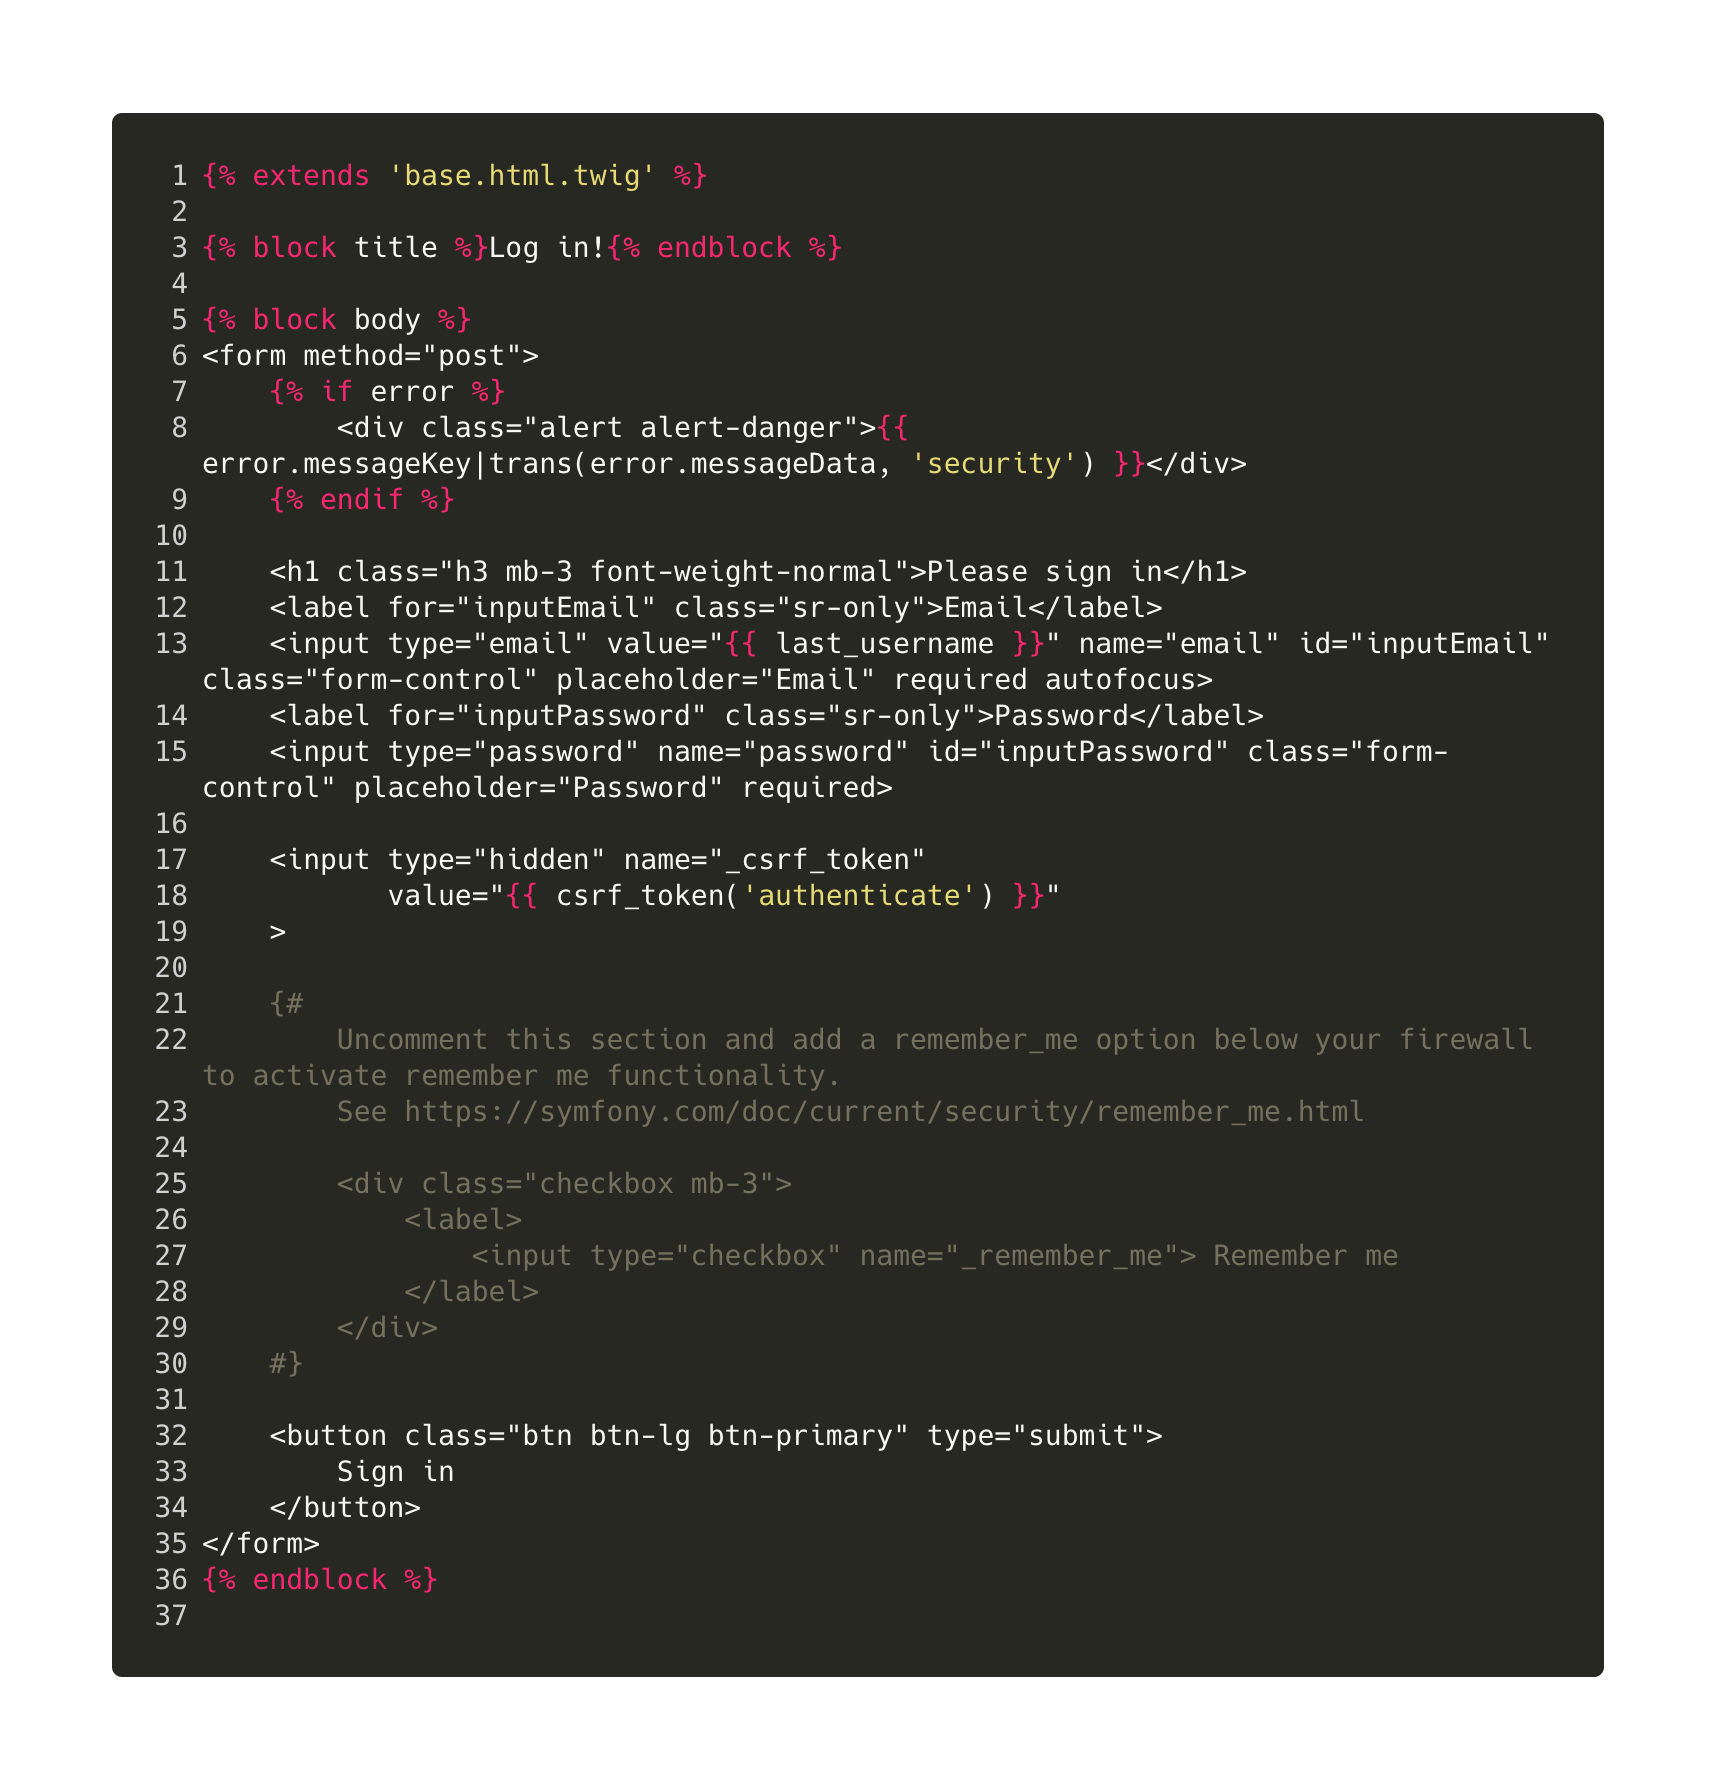 1 {% extends 'base.html.twig' %}
2
3 {% block title %}Log in!{% endblock %}
4
5 {% block body %}
6 <form method="post">
7     {% if error %}
8         <div class="alert alert-danger">{{
error.messageKey|trans(error.messageData, 'security') }}</div>
9     {% endif %}
10
11     <h1 class="h3 mb-3 font-weight-normal">Please sign in</h1>
12     <label for="inputEmail" class="sr-only">Email</label>
13     <input type="email" value="{{ last_username }}" name="email" id="inputEmail"
class="form-control" placeholder="Email" required autofocus>
14     <label for="inputPassword" class="sr-only">Password</label>
15     <input type="password" name="password" id="inputPassword" class="form-
control" placeholder="Password" required>
16
17     <input type="hidden" name="_csrf_token"
18            value="{{ csrf_token('authenticate') }}"
19     >
20
21     {#
22         Uncomment this section and add a remember_me option below your firewall
to activate remember me functionality.
23         See https://symfony.com/doc/current/security/remember_me.html
24
25         <div class="checkbox mb-3">
26             <label>
27                 <input type="checkbox" name="_remember_me"> Remember me
28             </label>
29         </div>
30     #}
31
32     <button class="btn btn-lg btn-primary" type="submit">
33         Sign in
34     </button>
35 </form>
36 {% endblock %}
37